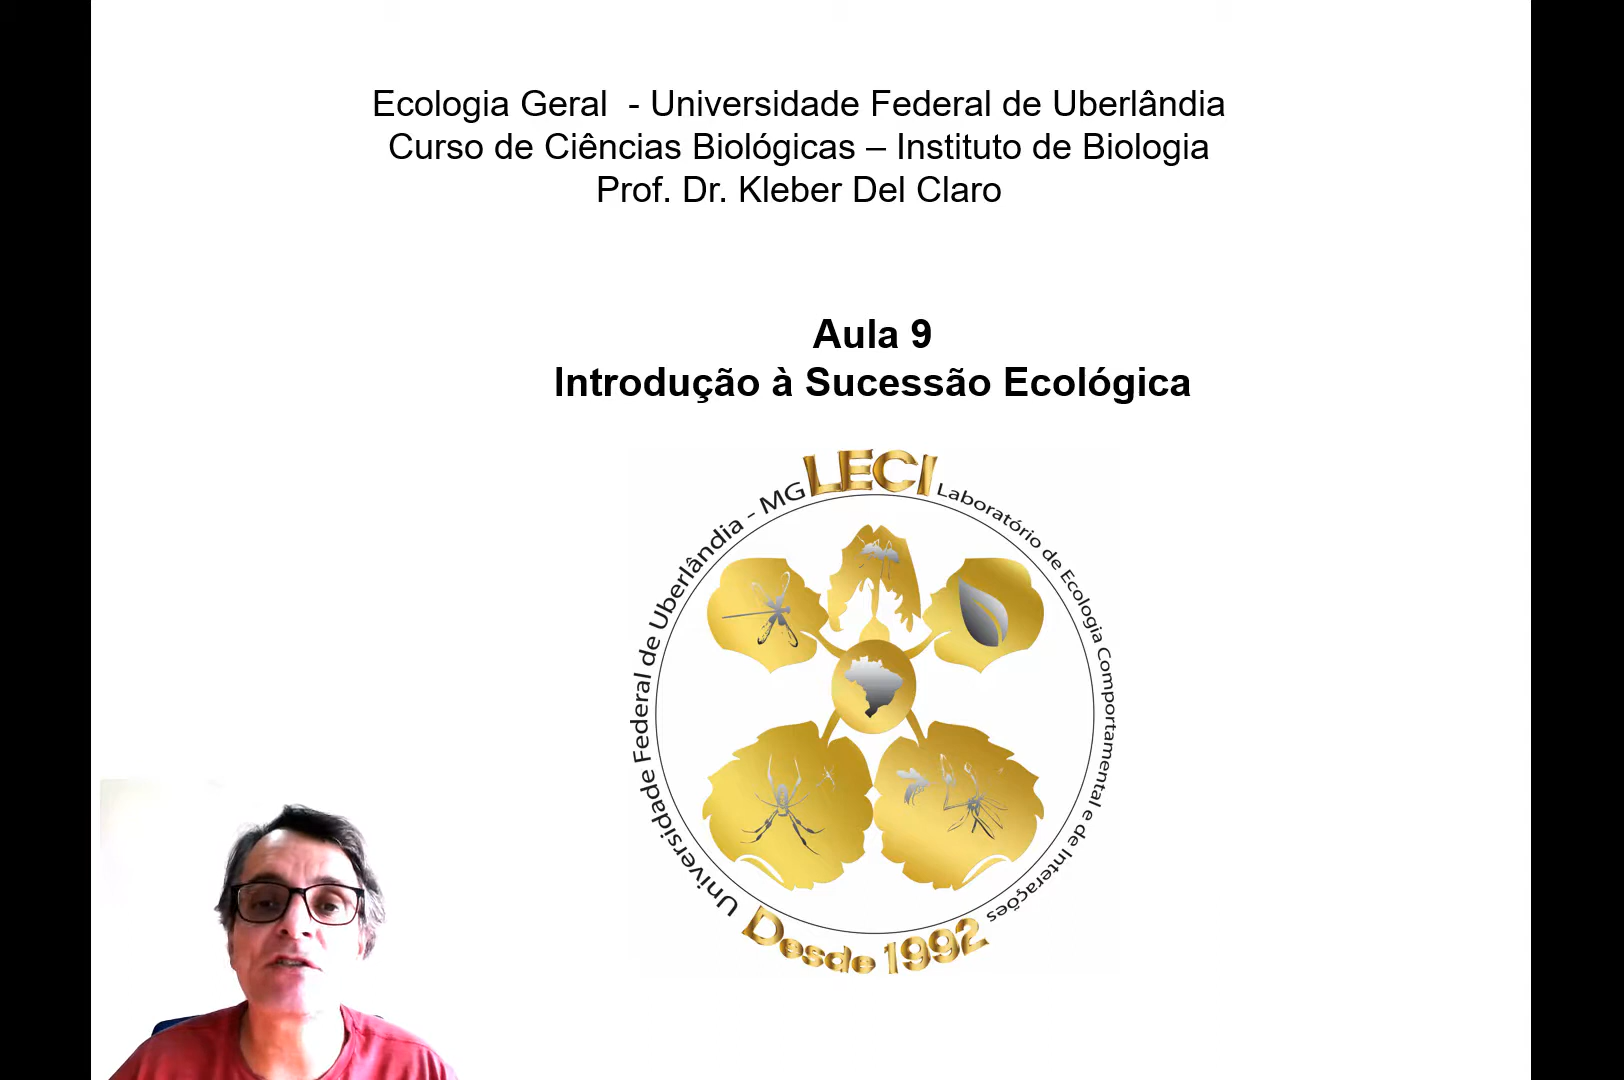 Ecologia Geral - Universidade Federal de Uberlândia
Curso de Ciências Biológicas – Instituto de Biologia
Prof. Dr. Kleber Del Claro
Aula 9
Introdução à Sucessão Ecológica
LECI
Universidade Federal de Uberlândia - MG
Laboratório de Ecologia Comportamental e de Interações
Desde 1992